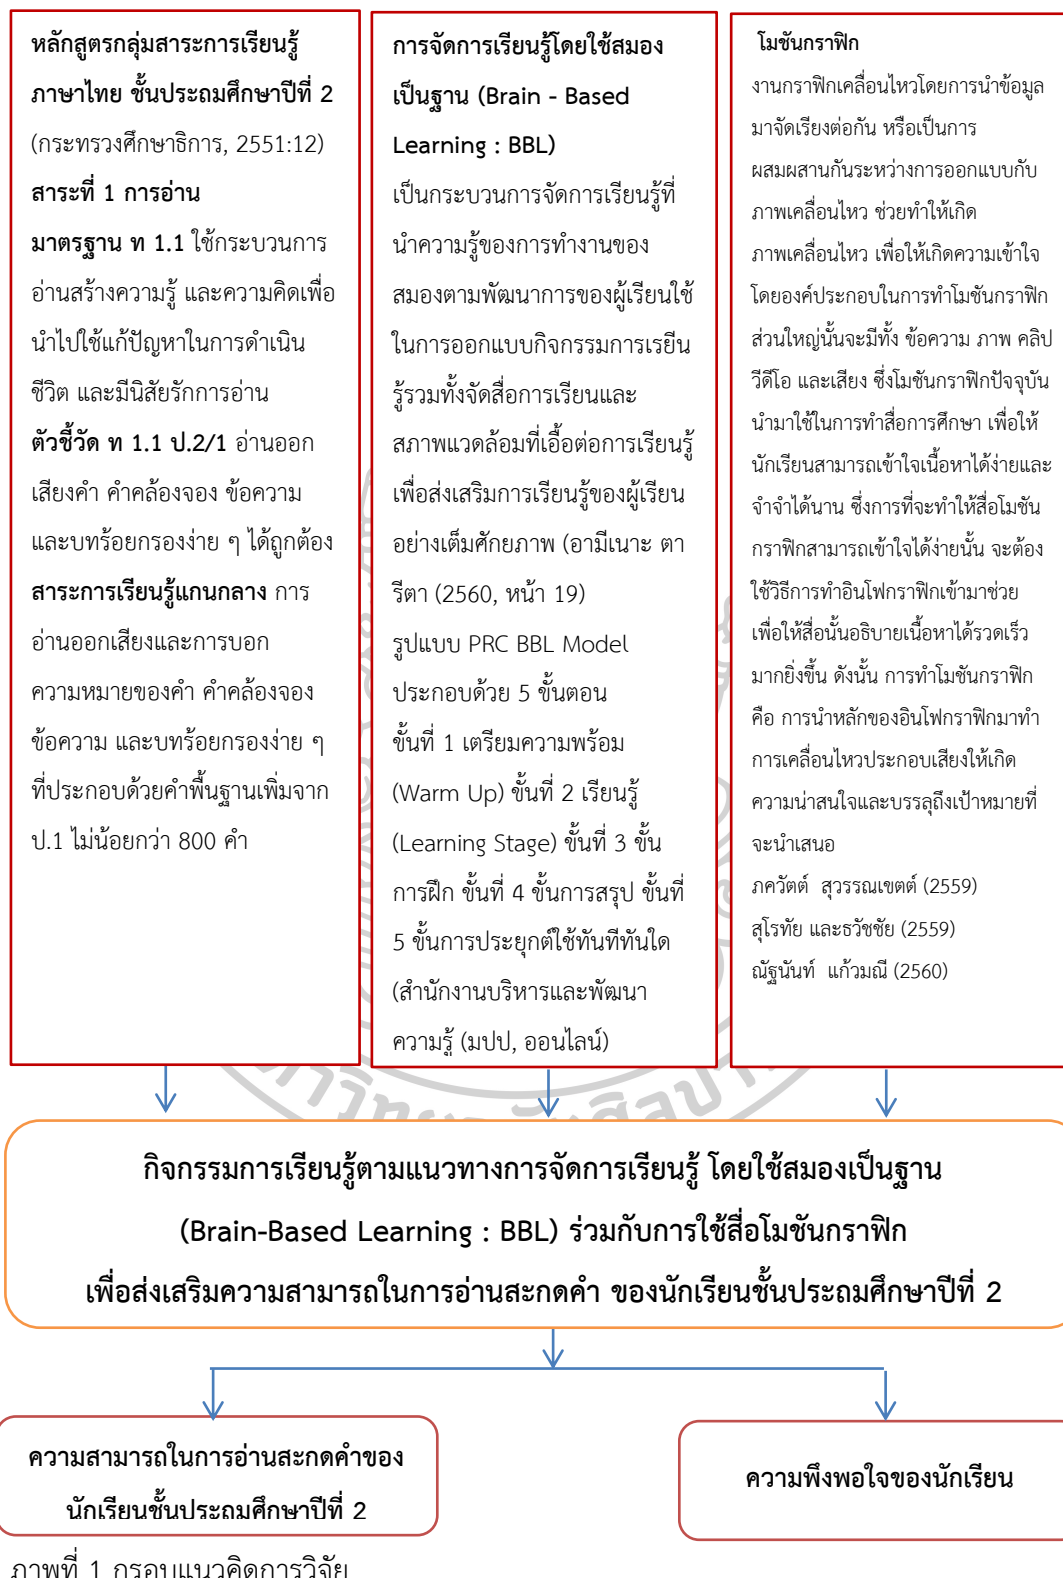 หลักสูตรกลุ่มสาระการเรียนรู้
ภาษาไทย ชั้นประถมศึกษาปีที่ 2
(กระทรวงศึกษาธิการ, 2551:12)
สาระที่ 1 การอ่าน
มาตรฐาน ท 1.1 ใช้กระบวนการ
อ่านสร้างความรู้ และความคิดเพื่อ
นำไปใช้แก้ปัญหาในการดำเนิน
ชีวิต และมีนิสัยรักการอ่าน
ตัวชี้วัด ท 1.1 ป.2/1 อ่านออก
เสียงคำ คำคล้องจอง ข้อความ
และบทร้อยกรองง่าย ๆ ได้ถูกต้อง
สาระการเรียนรู้แกนกลาง การ
อ่านออกเสียงและการบอก
ความหมายของคำ คำคล้องจอง
ข้อความ และบทร้อยกรองง่าย ๆ
ที่ประกอบด้วยคำพื้นฐานเพิ่มจาก
ป.1 ไม่น้อยกว่า 800 คำ
การจัดการเรียนรู้โดยใช้สมอง
เป็นฐาน (Brain - Based
Learning : BBL)
เป็นกระบวนการจัดการเรียนรู้ที่
นำความรู้ของการทำงานของ
สมองตามพัฒนาการของผู้เรียนใช้
ในการออกแบบกิจกรรมการเรยีน
รู้รวมทั้งจัดสื่อการเรียนและ
สภาพแวดล้อมที่เอื้อต่อการเรียนรู้
เพื่อส่งเสริมการเรียนรู้ของผู้เรียน
อย่างเต็มศักยภาพ (อามีเนาะ ตา
รีตา (2560, หน้า 19)
รูปแบบ PRC BBL Model
ประกอบด้วย 5 ขั้นตอน
ขั้นที่ 1 เตรียมความพร้อม
(Warm Up) ขั้นที่ 2 เรียนรู้
(Learning Stage) ขั้นที่ 3 ขั้น
การฝึก ขั้นที่ 4 ขั้นการสรุป ขั้นที่
5 ขั้นการประยุกต์ใช้ทันทีทันใด
(สำนักงานบริหารและพัฒนา
ความรู้ (มปป, ออนไลน์)
โมชันกราฟิก
งานกราฟิกเคลื่อนไหวโดยการนำข้อมูล
มาจัดเรียงต่อกัน หรือเป็นการ
ผสมผสานกันระหว่างการออกแบบกับ
ภาพเคลื่อนไหว ช่วยทำให้เกิด
ภาพเคลื่อนไหว เพื่อให้เกิดความเข้าใจ
โดยองค์ประกอบในการทำโมชันกราฟิก
ส่วนใหญ่นั้นจะมีทั้ง ข้อความ ภาพ คลิป
วีดีโอ และเสียง ซึ่งโมชันกราฟิกปัจจุบัน
นำมาใช้ในการทำสื่อการศึกษา เพื่อให้
นักเรียนสามารถเข้าใจเนื้อหาได้ง่ายและ
จำจำได้นาน ซึ่งการที่จะทำให้สื่อโมชัน
กราฟิกสามารถเข้าใจได้ง่ายนั้น จะต้อง
ใช้วิธีการทำอินโฟกราฟิกเข้ามาช่วย
เพื่อให้สื่อนั้นอธิบายเนื้อหาได้รวดเร็ว
มากยิ่งขึ้น ดังนั้น การทำโมชันกราฟิก
คือ การนำหลักของอินโฟกราฟิกมาทำ
การเคลื่อนไหวประกอบเสียงให้เกิด
ความน่าสนใจและบรรลุถึงเป้าหมายที่
จะนำเสนอ
ภควัตต์ สุวรรณเขตต์ (2559)
สุโรทัย และธวัชชัย (2559)
ณัฐนันท์ แก้วมณี (2560)
กิจกรรมการเรียนรู้ตามแนวทางการจัดการเรียนรู้ โดยใช้สมองเป็นฐาน
(Brain-Based Learning : BBL) ร่วมกับการใช้สื่อโมชันกราฟิก
เพื่อส่งเสริมความสามารถในการอ่านสะกดคำ ของนักเรียนชั้นประถมศึกษาปีที่ 2
ความสามารถในการอ่านสะกดคำของ
นักเรียนชั้นประถมศึกษาปีที่ 2
ความพึงพอใจของนักเรียน
ภาพที่ 1 กรอบแนวคิดการวิจัย